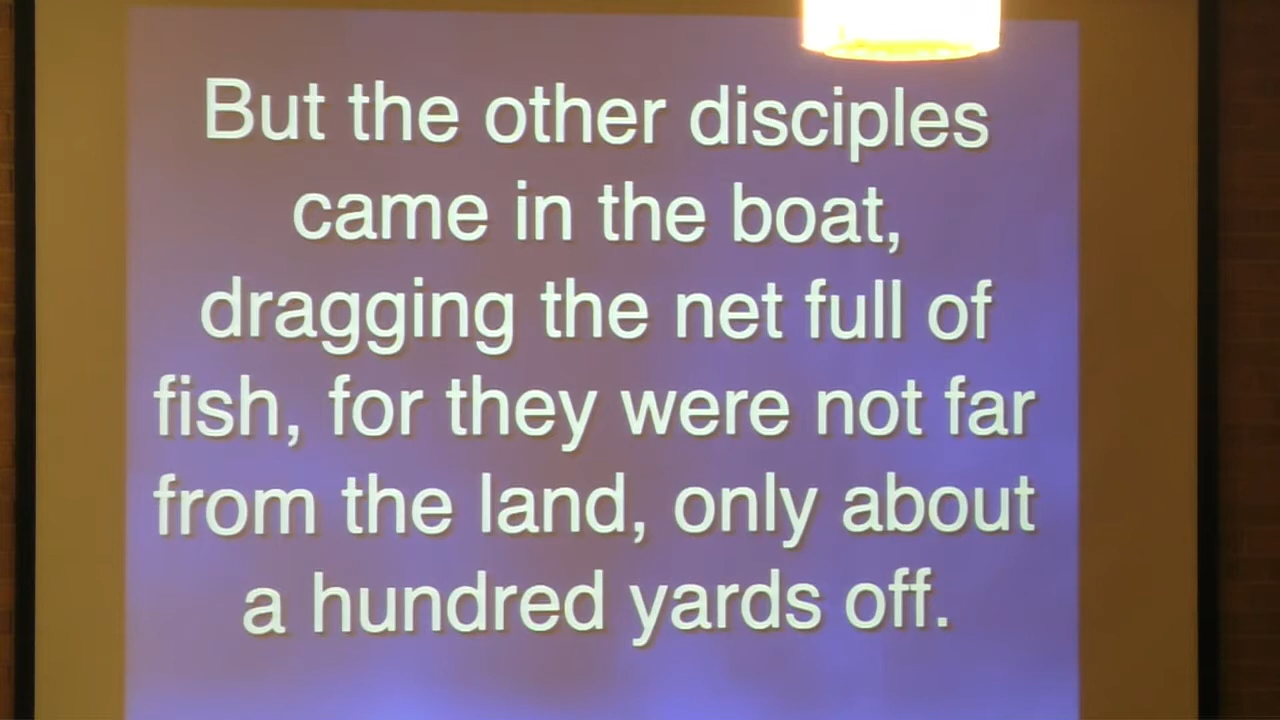 But the other disciples
came in the boat,
dragging the net full of
fish, for they were not far
from the land, only about
a hundred yards off.